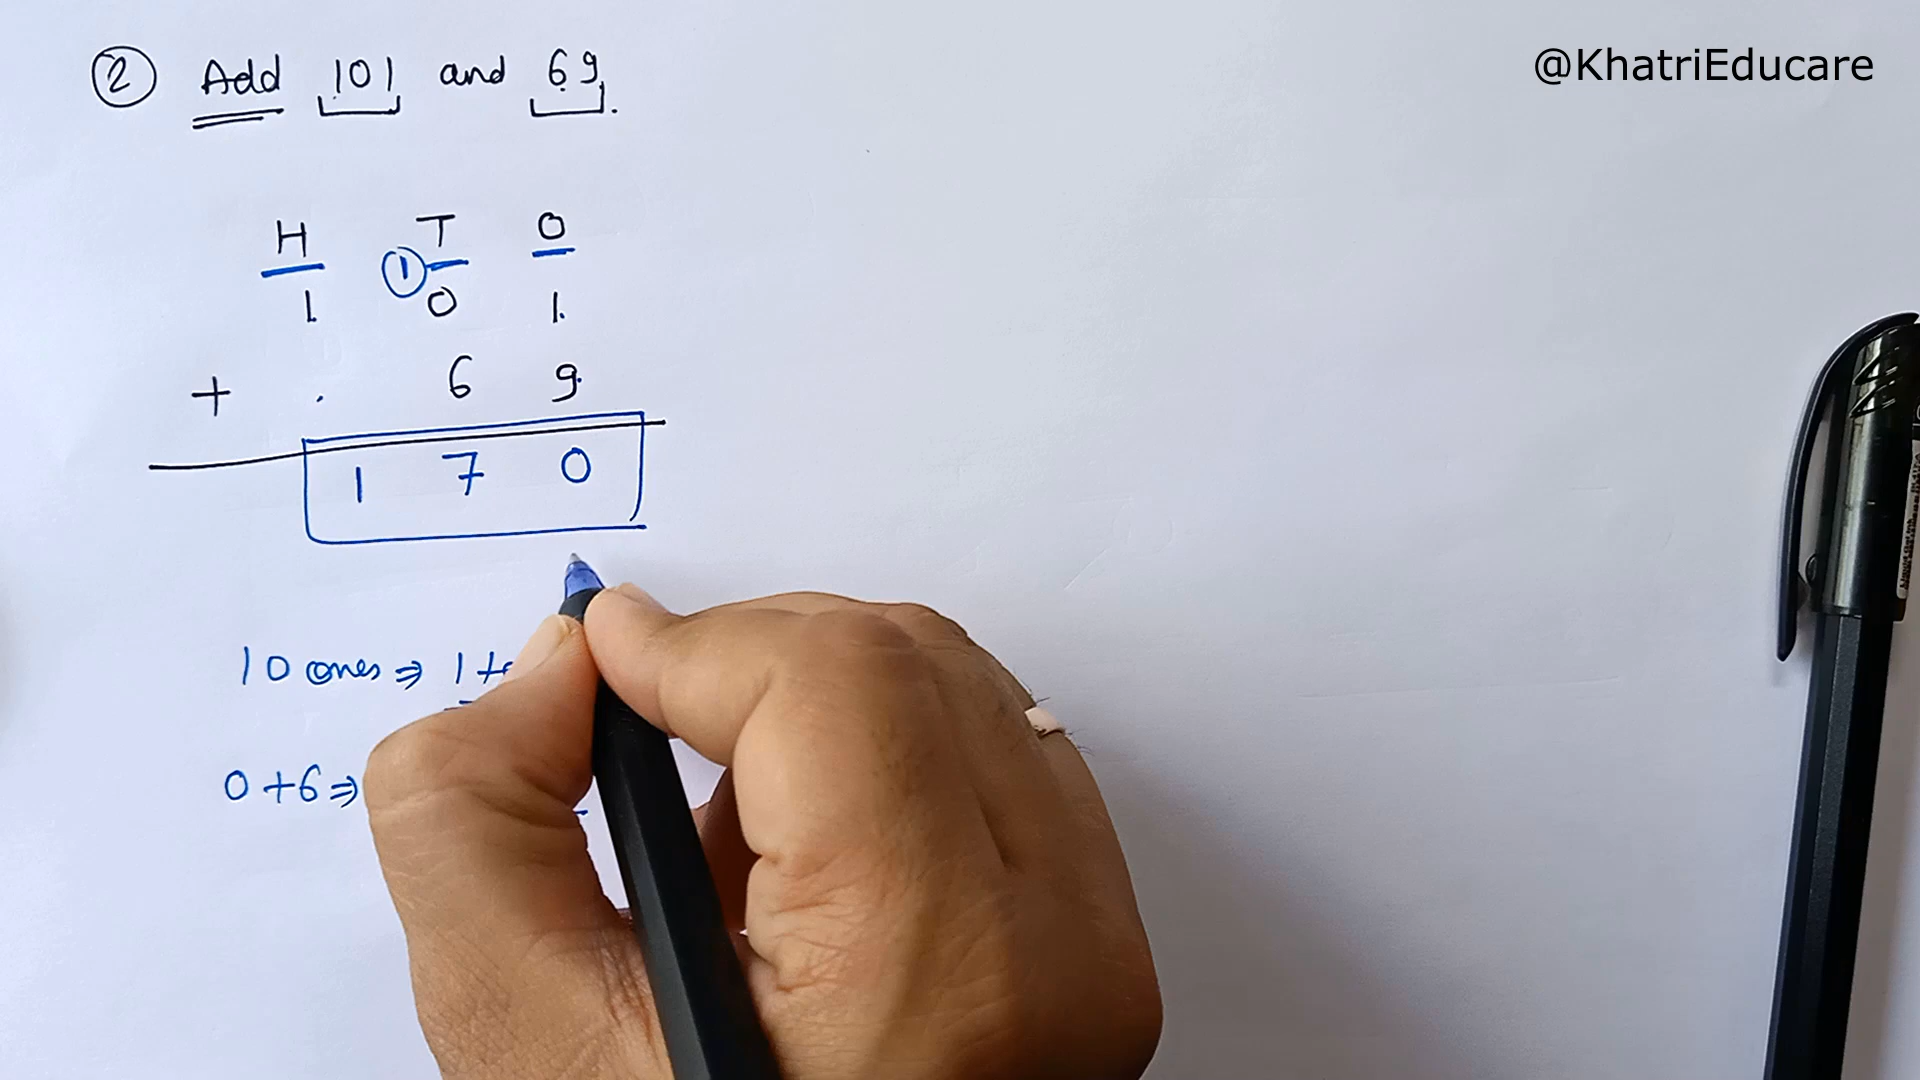 @KhatriEducare
2 Add 101 and 69.
H T O
1
1 0 1
+ 6 9
1 7 0
10 ones ⇒ 1
0+6 ⇒